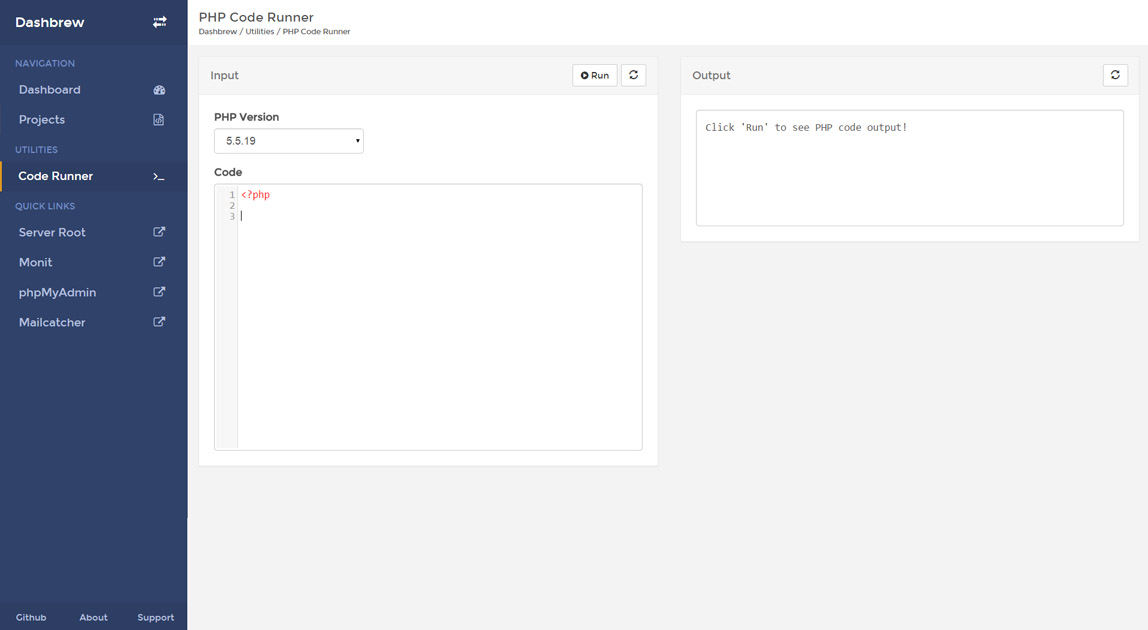 Dashbrew
NAVIGATION
Dashboard
Projects
UTILITIES
Code Runner
QUICK LINKS
Server Root
Monit
phpMyAdmin
Mailcatcher
Github About Support
PHP Code Runner
Dashbrew / Utilities / PHP Code Runner
Input Run
PHP Version
5.5.19
Code
1 <?php
2
3
Output
Click 'Run' to see PHP code output!